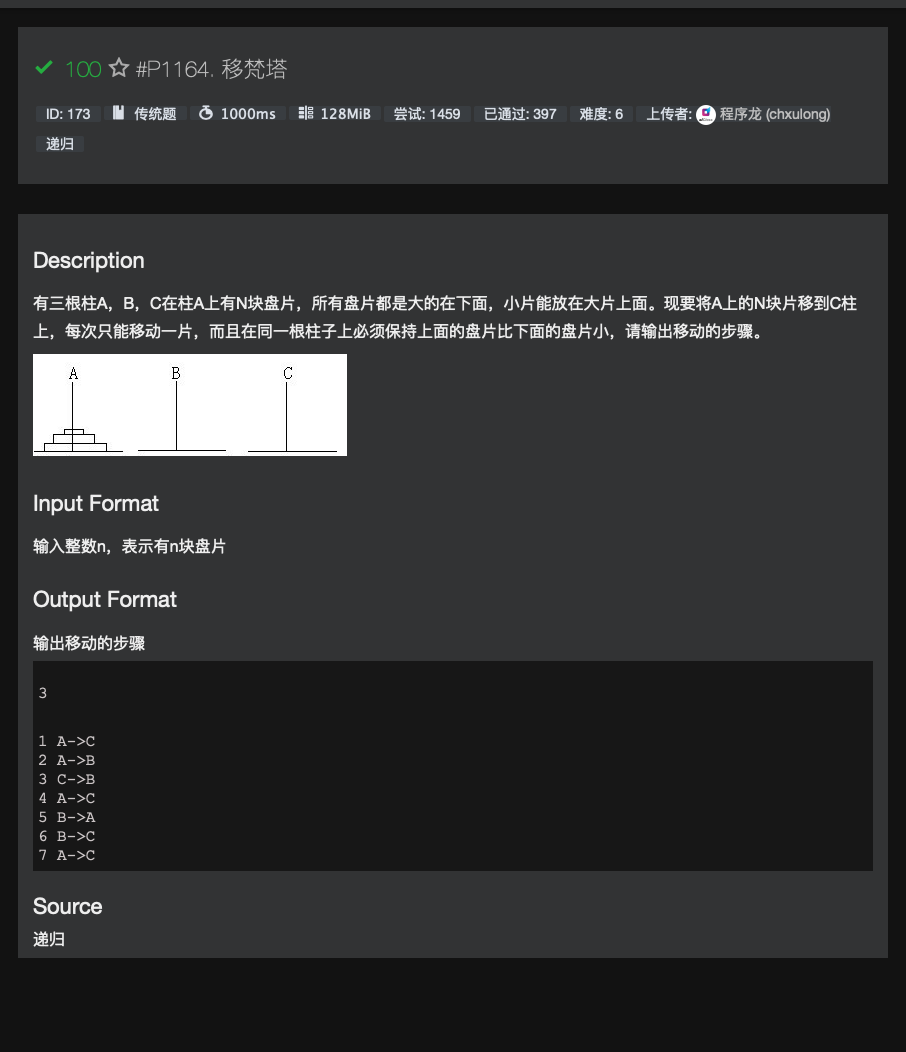 100 #P1164. 移梵塔
ID: 173 传统题 1000ms 128MiB 尝试: 1459 已通过: 397 难度: 6 上传者: 程序龙 (chxulong)
递归
Description
有三根柱A，B，C在柱A上有N块盘片，所有盘片都是大的在下面，小片能放在大片上面。现要将A上的N块片移到C柱
上，每次只能移动一片，而且在同一根柱子上必须保持上面的盘片比下面的盘片小，请输出移动的步骤。
A B C
Input Format
输入整数n，表示有n块盘片
Output Format
输出移动的步骤
3
1 A->C
2 A->B
3 C->B
4 A->C
5 B->A
6 B->C
7 A->C
Source
递归